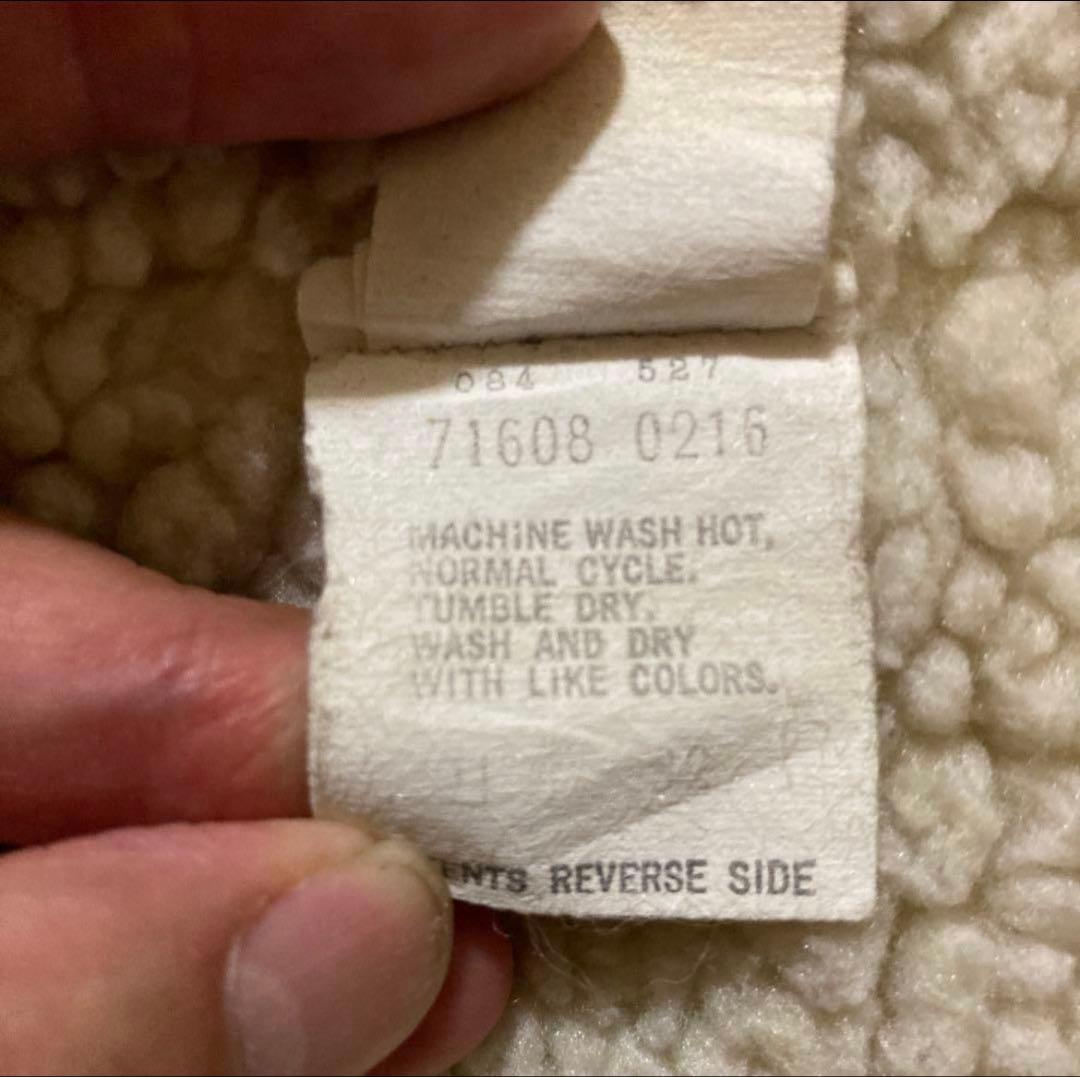 084 527
71608 0216
MACHINE WASH HOT,
NORMAL CYCLE.
TUMBLE DRY.
WASH AND DRY
WITH LIKE COLORS.
REVERSE SIDE